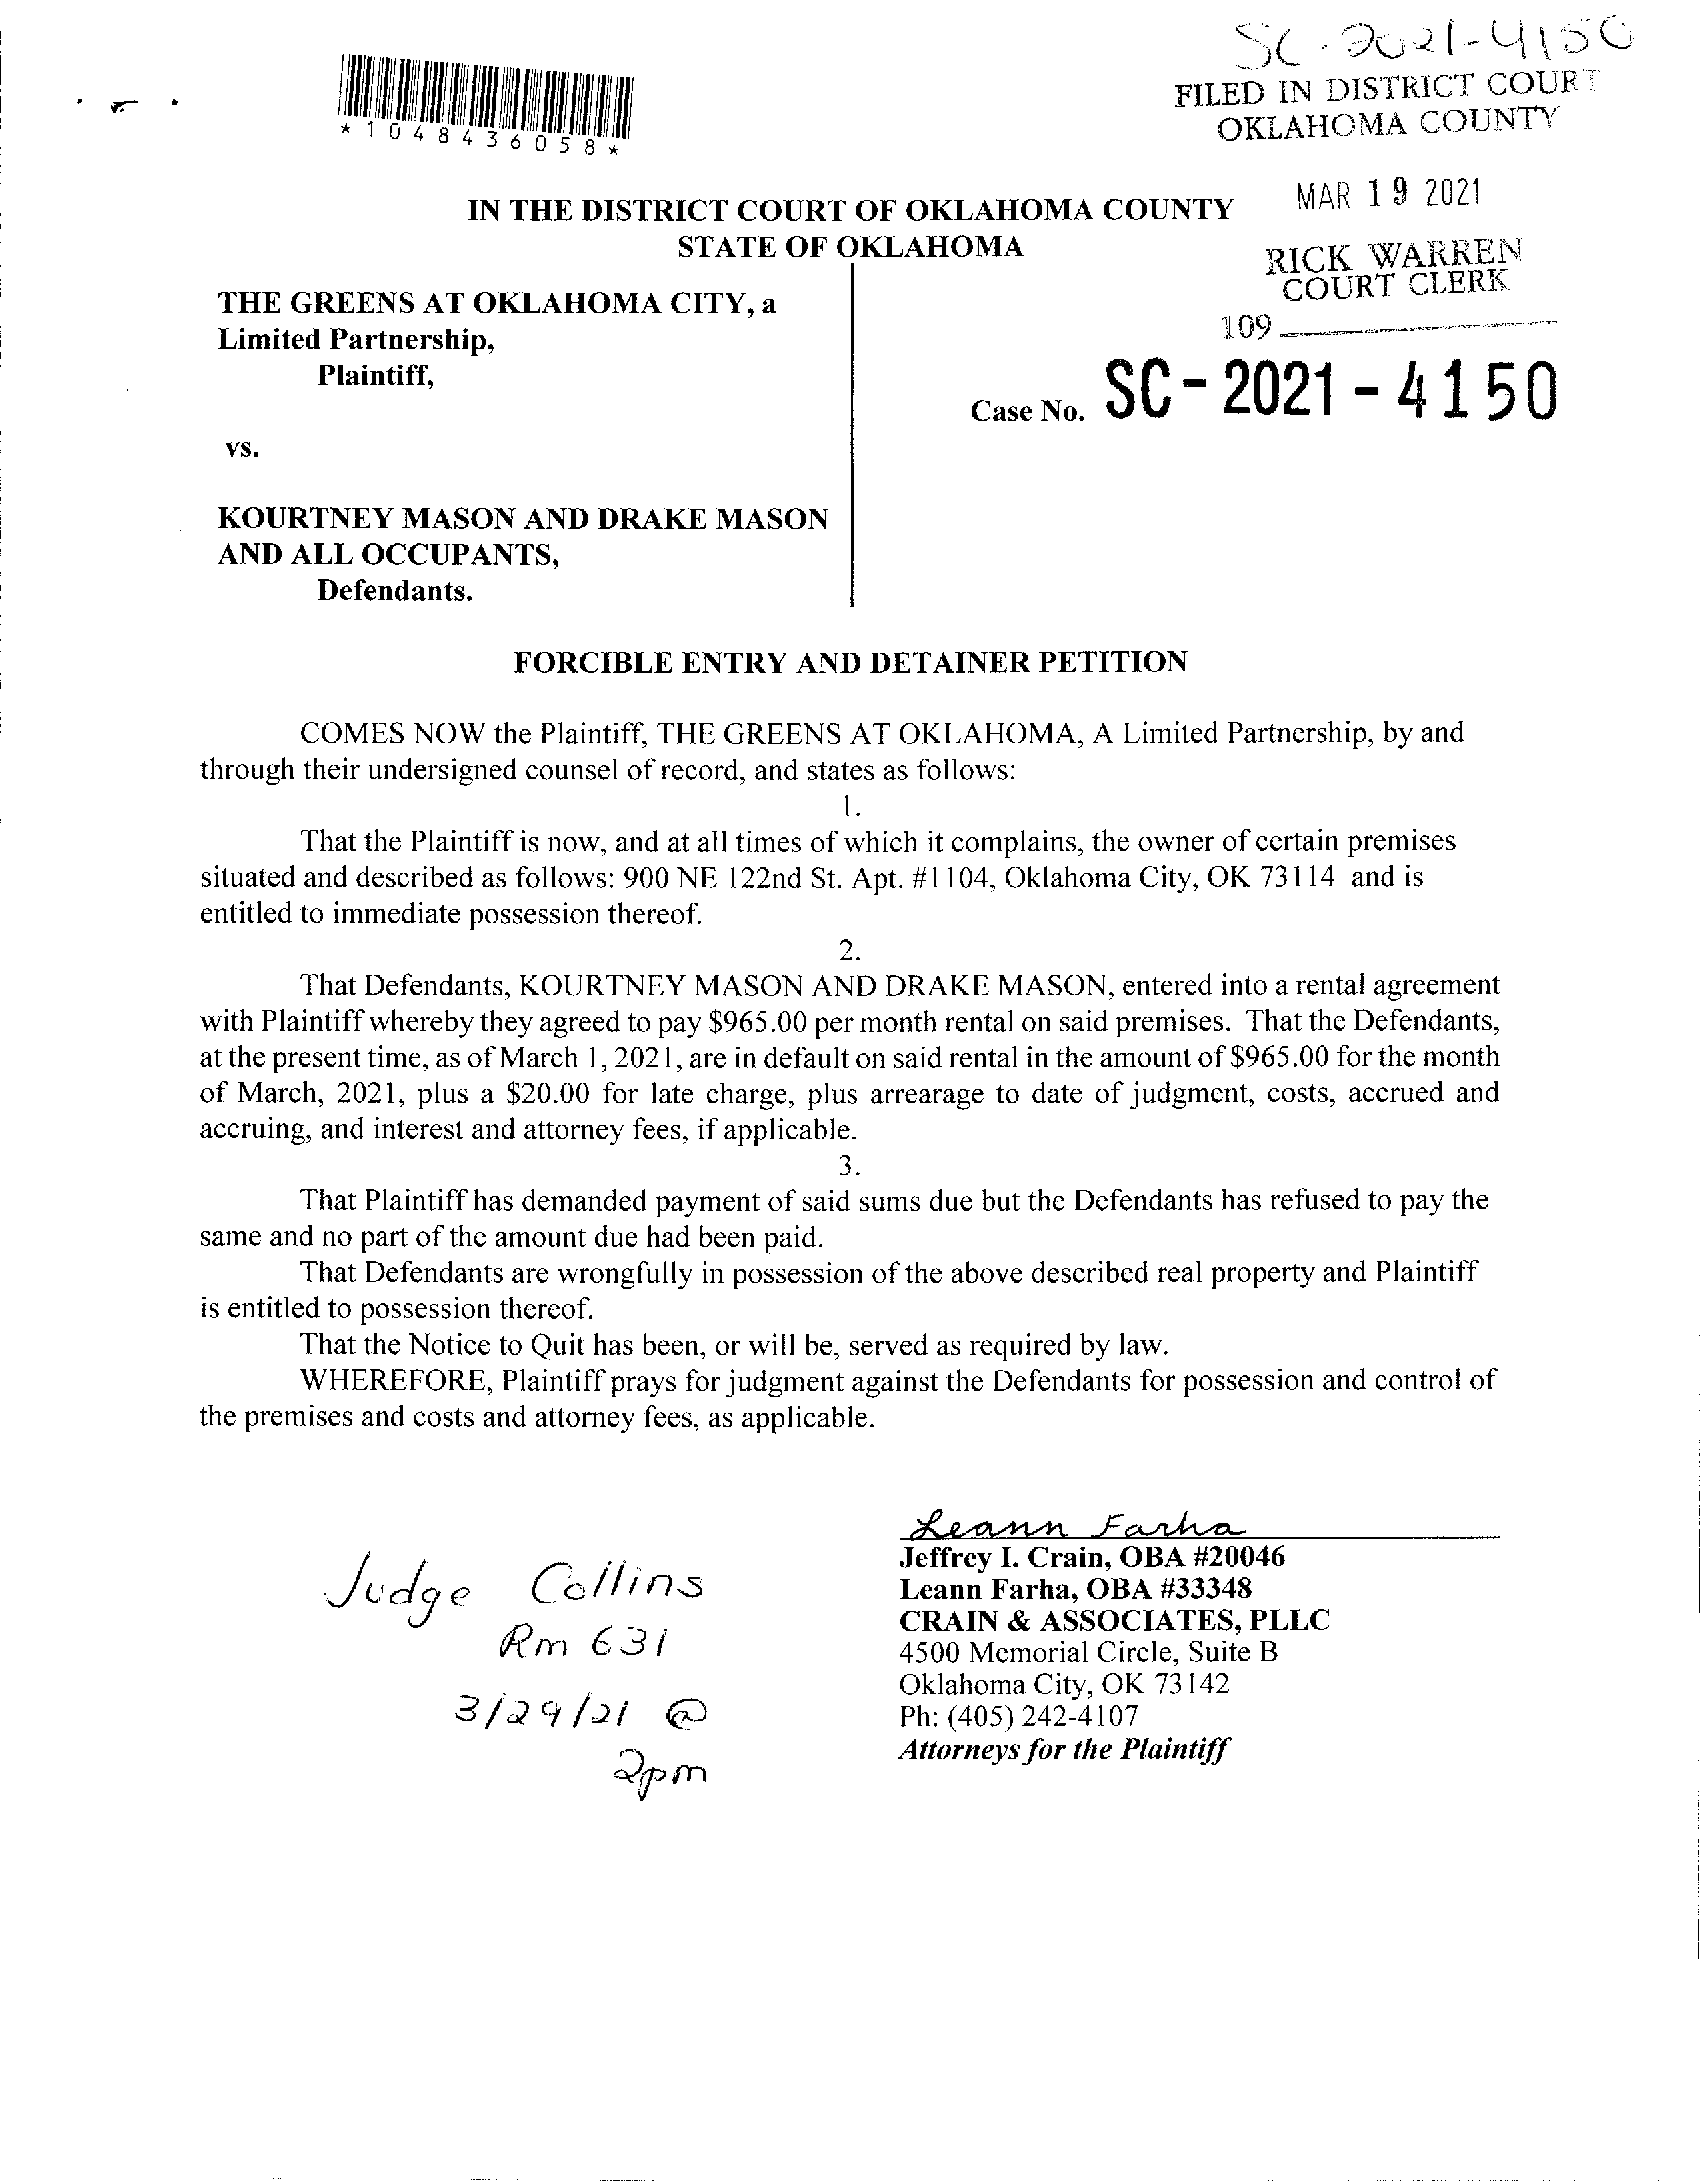 SC-2021-4150
FILED IN DISTRICT COURT
OKLAHOMA COUNTY
*1048436058*
MAR 19 2021
IN THE DISTRICT COURT OF OKLAHOMA COUNTY
STATE OF OKLAHOMA
RICK WARREN
COURT CLERK
109
THE GREENS AT OKLAHOMA CITY, a
Limited Partnership,
Plaintiff,
Case No. SC-2021-4150
vs.
KOURTNEY MASON AND DRAKE MASON
AND ALL OCCUPANTS,
Defendants.
FORCIBLE ENTRY AND DETAINER PETITION
COMES NOW the Plaintiff, THE GREENS AT OKLAHOMA, A Limited Partnership, by and
through their undersigned counsel of record, and states as follows:
1.
That the Plaintiff is now, and at all times of which it complains, the owner of certain premises
situated and described as follows: 900 NE 122nd St. Apt. #1104, Oklahoma City, OK 73114 and is
entitled to immediate possession thereof.
2.
That Defendants, KOURTNEY MASON AND DRAKE MASON, entered into a rental agreement
with Plaintiff whereby they agreed to pay $965.00 per month rental on said premises. That the Defendants,
at the present time, as of March 1, 2021, are in default on said rental in the amount of $965.00 for the month
of March, 2021, plus a $20.00 for late charge, plus arrearage to date of judgment, costs, accrued and
accruing, and interest and attorney fees, if applicable.
3.
That Plaintiff has demanded payment of said sums due but the Defendants has refused to pay the
same and no part of the amount due had been paid.
That Defendants are wrongfully in possession of the above described real property and Plaintiff
is entitled to possession thereof.
That the Notice to Quit has been, or will be, served as required by law.
WHEREFORE, Plaintiff prays for judgment against the Defendants for possession and control of
the premises and costs and attorney fees, as applicable.
Leann Farha
Jeffrey I. Crain, OBA #20046
Leann Farha, OBA #33348
CRAIN & ASSOCIATES, PLLC
4500 Memorial Circle, Suite B
Oklahoma City, OK 73142
Ph: (405) 242-4107
Attorneys for the Plaintiff
Judge Collins
Rm 631
3/29/21 @
2pm